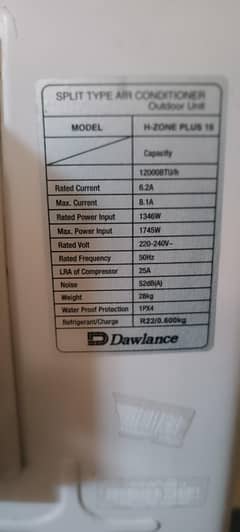 SPLIT TYPE AIR CONDITIONER
Outdoor Unit
MODEL H-ZONE PLUS 15
Capacity
12000BTU/h
Rated Current 6.2A
Max. Current 8.1A
Rated Power Input 1346W
Max. Power Input 1745W
Rated Volt 220-240V~
Rated Frequency 50Hz
LRA of Compressor 25A
Noise 52dB(A)
Weight 28kg
Water Proof Protection 1PX4
Refrigerant/Charge R22/0.600kg
Dawlance